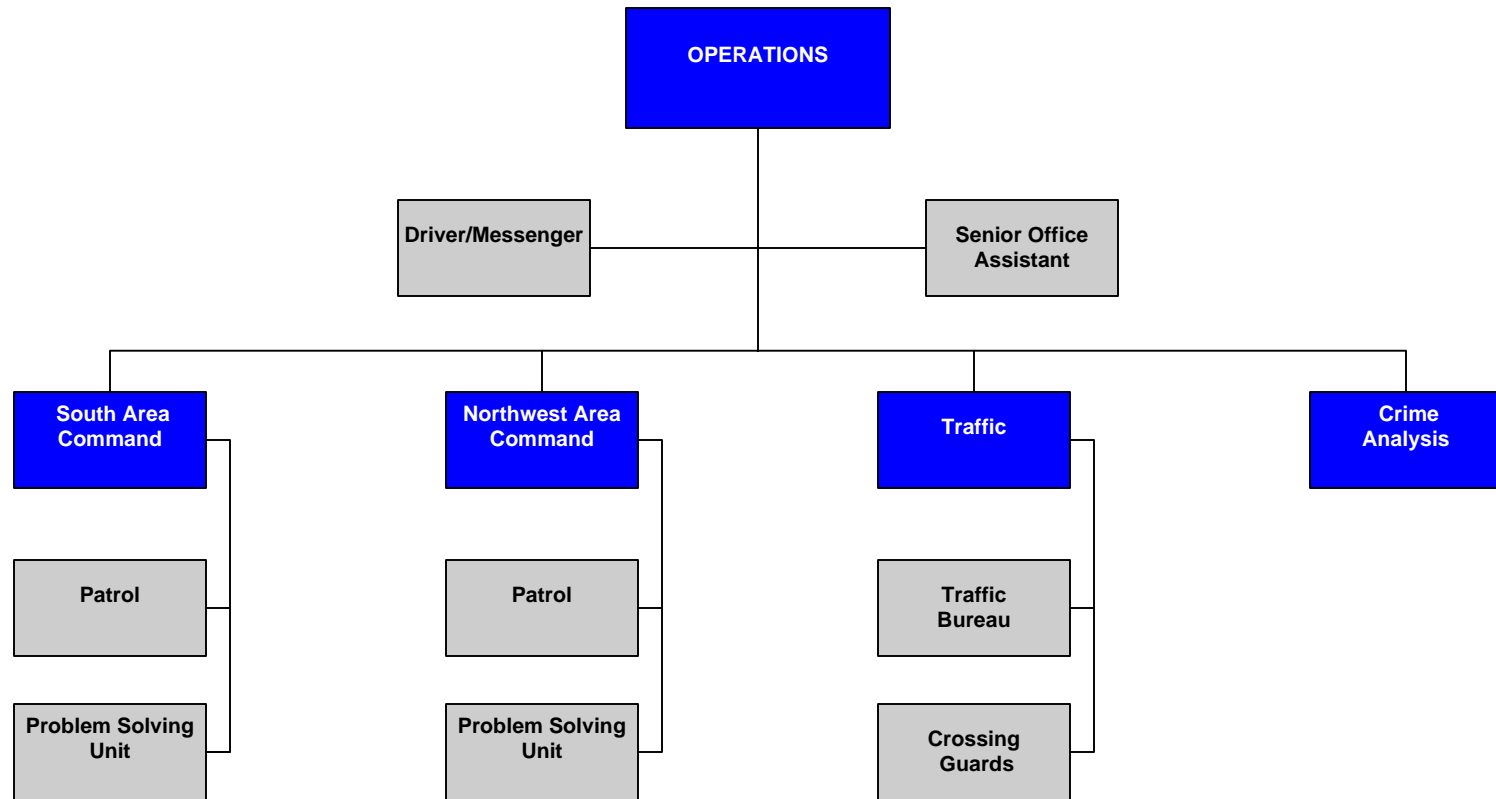 OPERATIONS
Driver/Messenger
Senior Office
Assistant
South Area
Command
Northwest Area
Command
Traffic
Crime
Analysis
Patrol
Patrol
Traffic
Bureau
Problem Solving
Unit
Problem Solving
Unit
Crossing
Guards